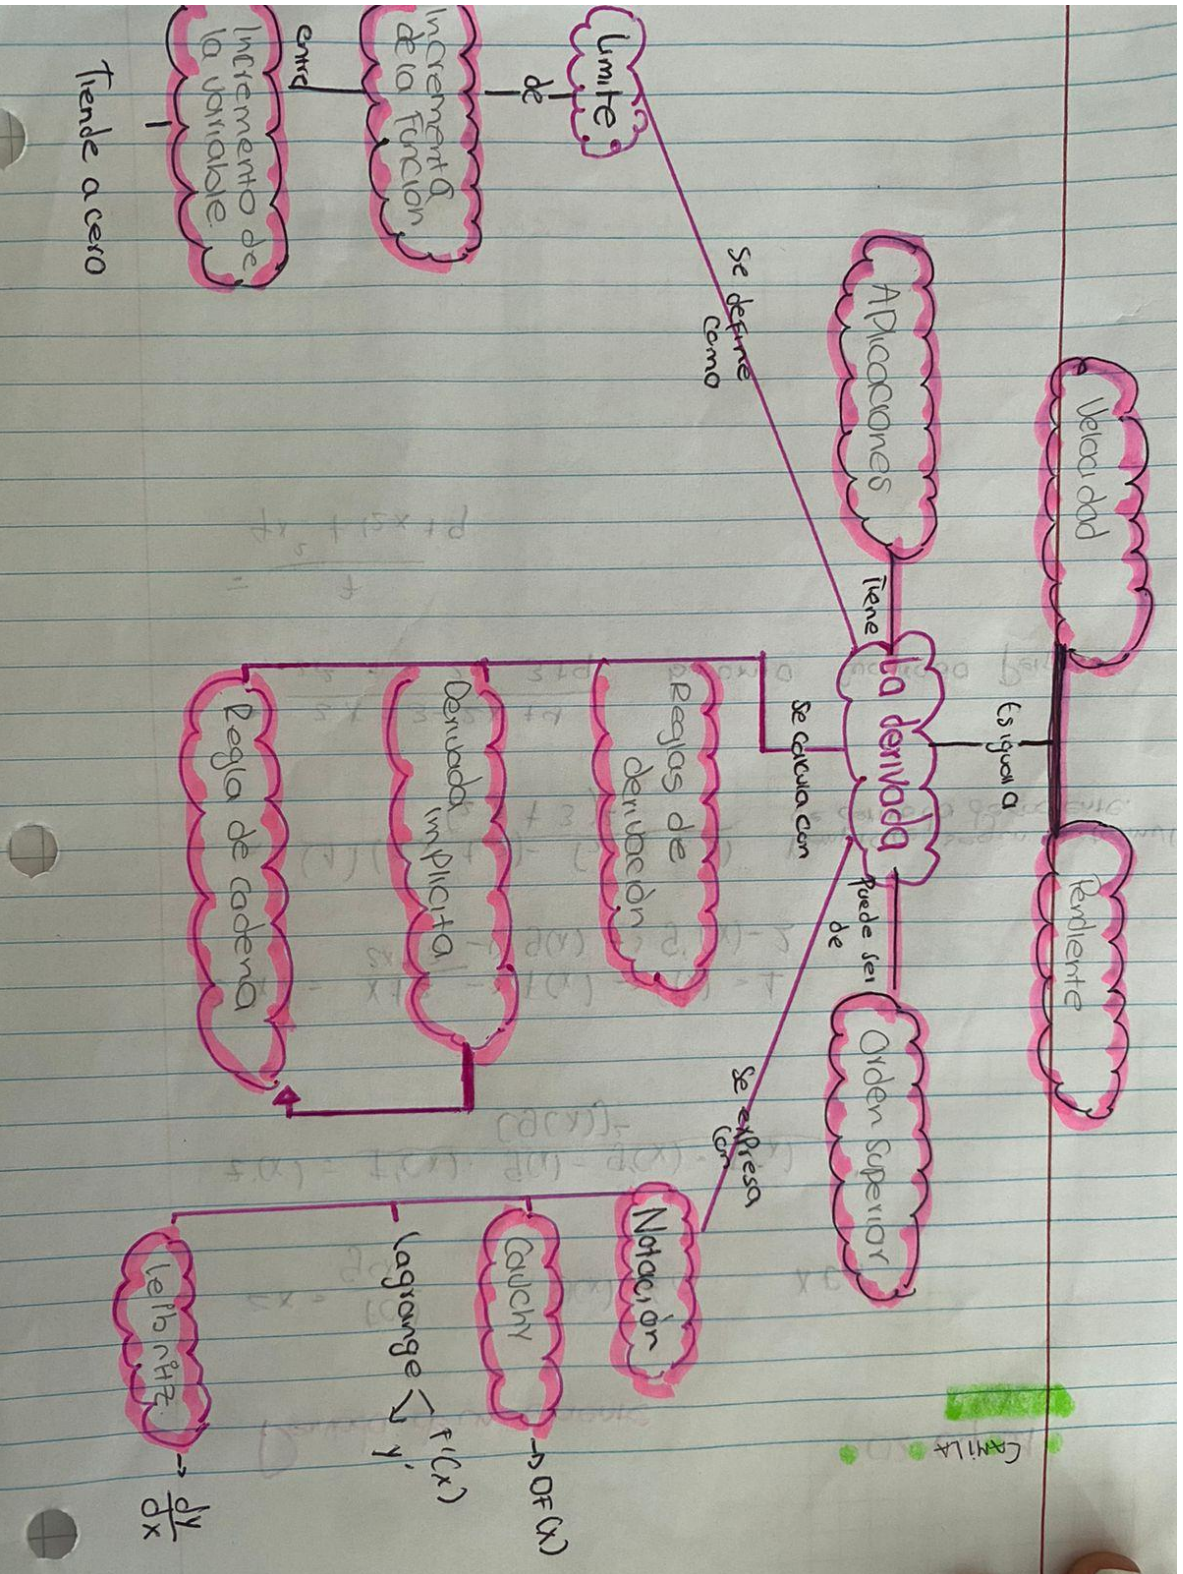 CAMILA
Velocidad
Pendiente
Es igual a
Aplicaciones
Tiene
La derivada
Puede ser
de
Orden superior
se define
como
Se calcula con
Se expresa
con
Limite
de
Incremento
de la Función
entre
Incremento de
la variable
Tiende a cero
Reglas de
derivación
Derivada
implicita
Regla de cadena
Notación
Cauchy → DF(x)
Lagrange
F'(x)
y'
Leibnitz → dy/dx